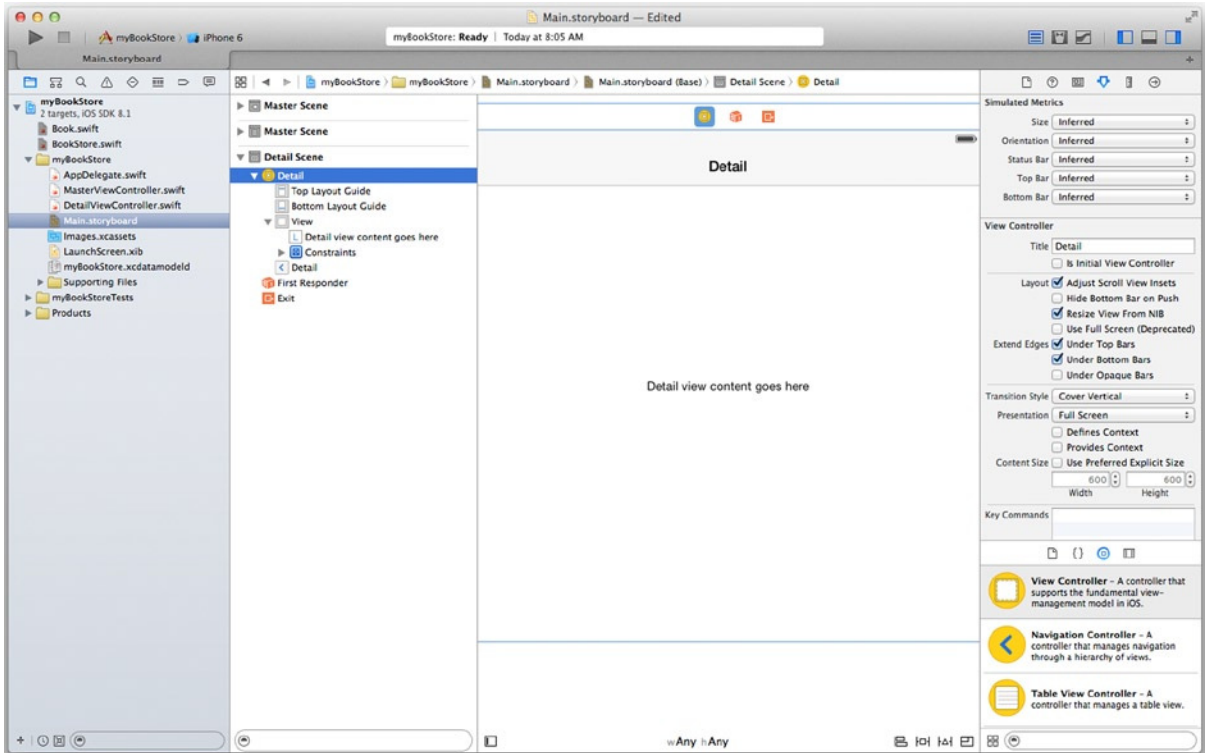 Main.storyboard — Edited
myBookStore
iPhone 6
myBookStore: Ready | Today at 8:05 AM
Main.storyboard
+
myBookStore
2 targets, iOS SDK 8.1
Book.swift
BookStore.swift
myBookStore
AppDelegate.swift
MasterViewController.swift
DetailViewController.swift
Main.storyboard
Images.xcassets
LaunchScreen.xib
myBookStore.xcdatamodeld
Supporting Files
myBookStoreTests
Products
myBookStore
myBookStore
Main.storyboard
Main.storyboard (Base)
Detail Scene
Detail
Master Scene
Master Scene
Detail Scene
Detail
Top Layout Guide
Bottom Layout Guide
View
L Detail view content goes here
Constraints
Detail
First Responder
Exit
Detail
Detail view content goes here
wAny hAny
Simulated Metrics
Size Inferred
Orientation Inferred
Status Bar Inferred
Top Bar Inferred
Bottom Bar Inferred
View Controller
Title Detail
Is Initial View Controller
Layout Adjust Scroll View Insets
Hide Bottom Bar on Push
Resize View From NIB
Use Full Screen (Deprecated)
Extend Edges Under Top Bars
Under Bottom Bars
Under Opaque Bars
Transition Style Cover Vertical
Presentation Full Screen
Defines Context
Provides Context
Content Size Use Preferred Explicit Size
600 600
Width Height
Key Commands
{}
View Controller - A controller that
supports the fundamental view-
management model in iOS.
Navigation Controller - A
controller that manages navigation
through a hierarchy of views.
Table View Controller - A
controller that manages a table view.
+